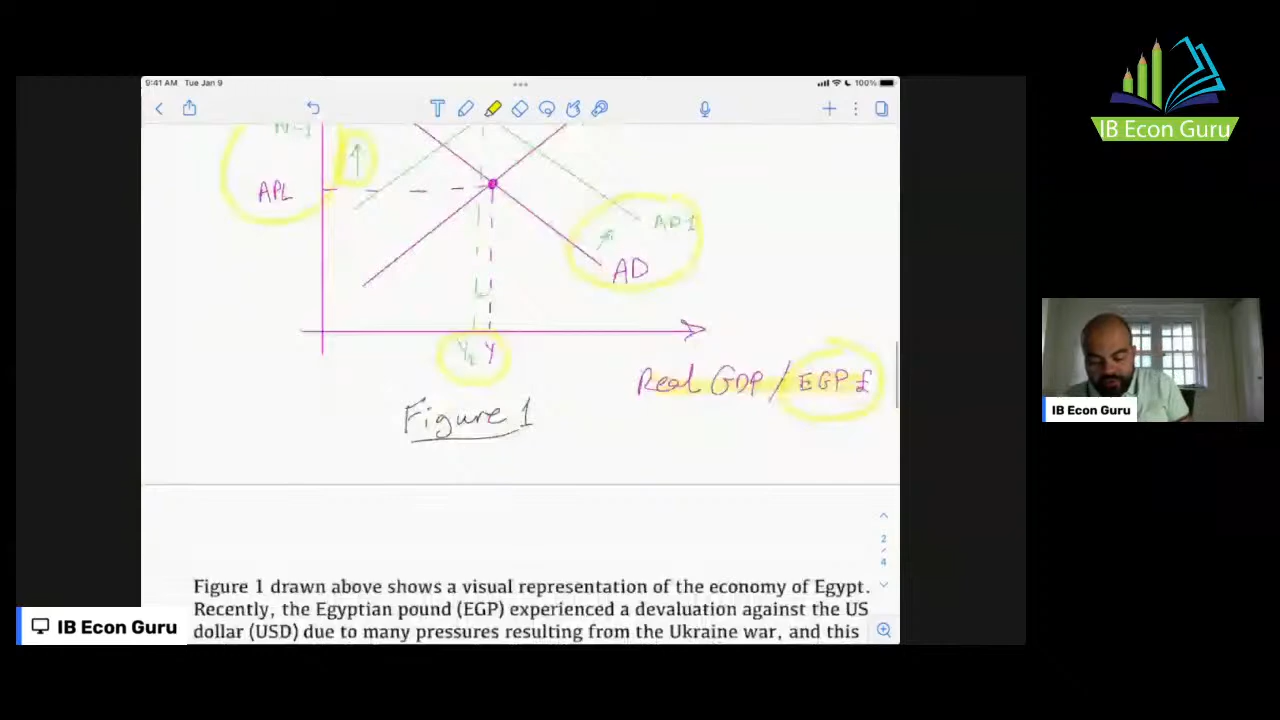 9:41 AM Tue Jan 9
100%
IB Econ Guru
APL
AD1
AD
Y1 Y
Real GDP / EGP £
Figure 1
2
/
4
Figure 1 drawn above shows a visual representation of the economy of Egypt.
Recently, the Egyptian pound (EGP) experienced a devaluation against the US
dollar (USD) due to many pressures resulting from the Ukraine war, and this
IB Econ Guru
IB Econ Guru